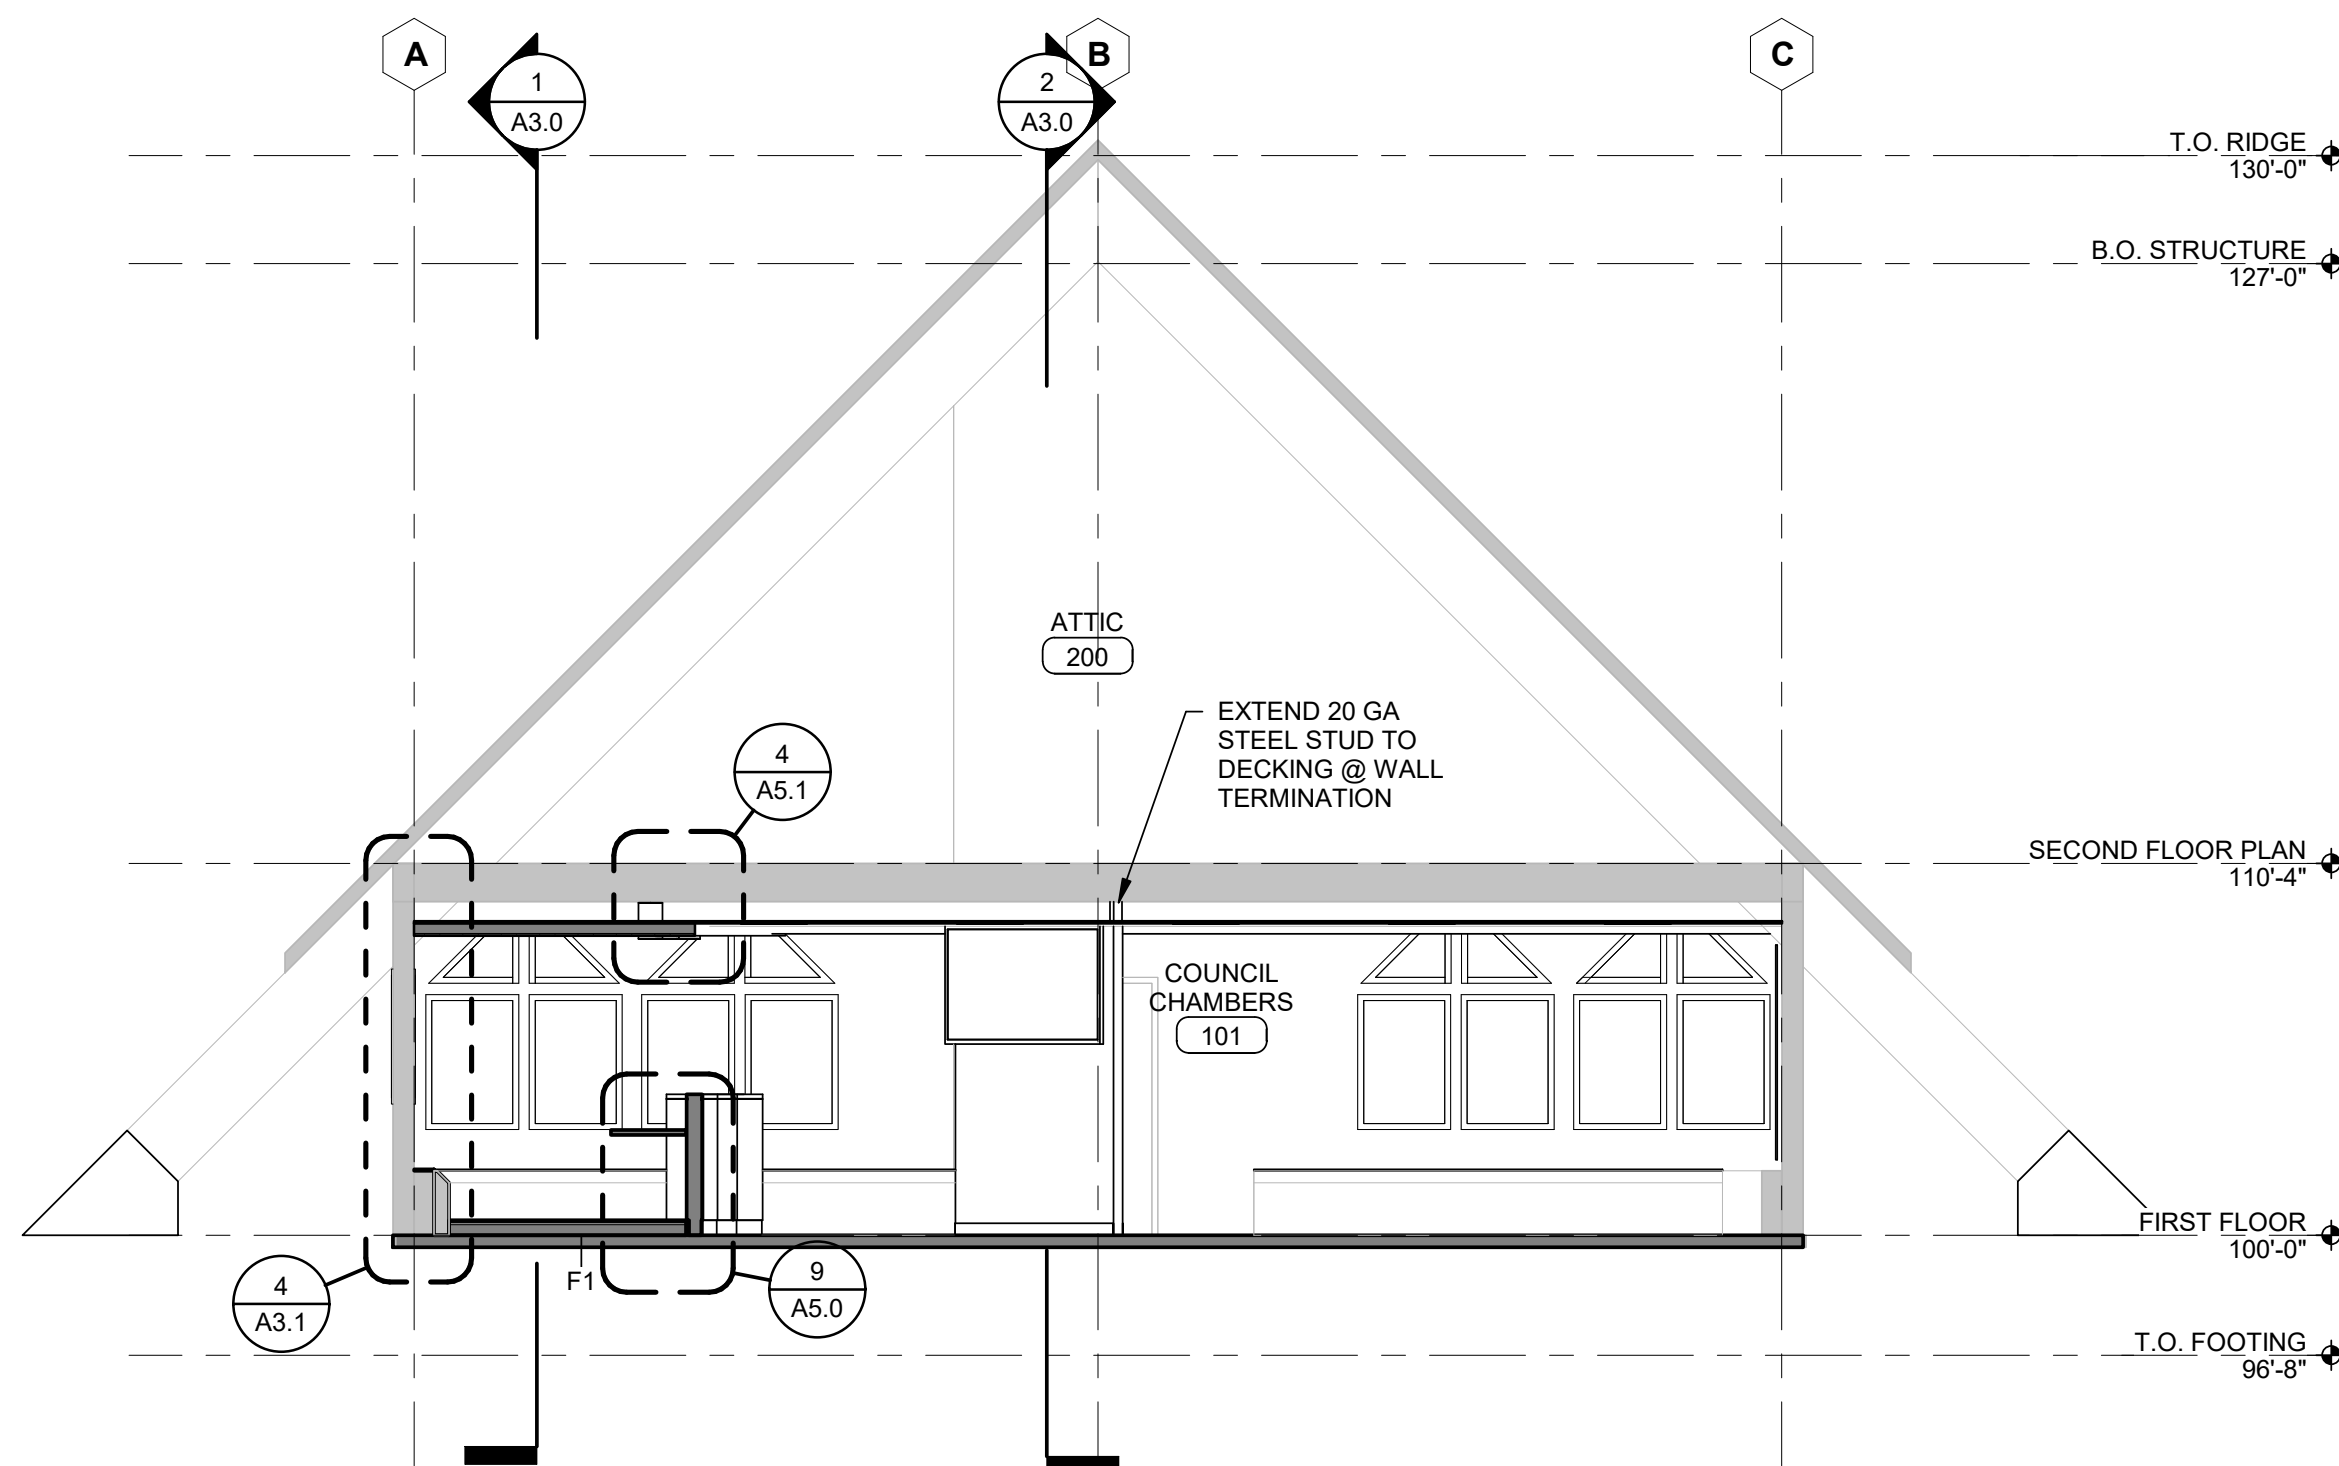 A
B
C
1
A3.0
2
A3.0
T.O. RIDGE
130'-0"
B.O. STRUCTURE
127'-0"
ATTIC
200
EXTEND 20 GA
STEEL STUD TO
DECKING @ WALL
TERMINATION
4
A5.1
SECOND FLOOR PLAN
110'-4"
COUNCIL
CHAMBERS
101
FIRST FLOOR
100'-0"
F1
4
A3.1
9
A5.0
T.O. FOOTING
96'-8"